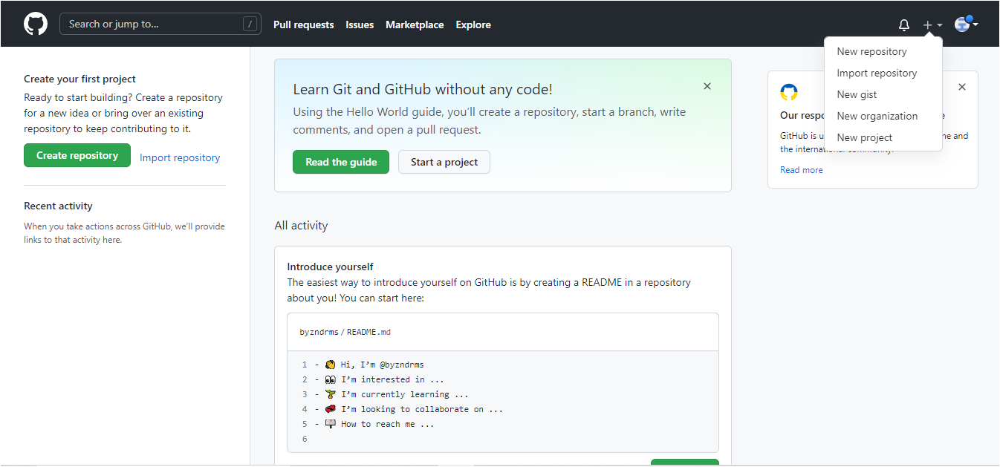 Search or jump to... /
Pull requests
Issues
Marketplace
Explore
New repository
Import repository
New gist
New organization
New project
Create your first project
Ready to start building? Create a repository
for a new idea or bring over an existing
repository to keep contributing to it.
Create repository
Import repository
Recent activity
When you take actions across GitHub, we'll provide
links to that activity here.
Learn Git and GitHub without any code!
Using the Hello World guide, you'll create a repository, start a branch, write
comments, and open a pull request.
Read the guide
Start a project
All activity
Introduce yourself
The easiest way to introduce yourself on GitHub is by creating a README in a repository
about you! You can start here:
byzndrms / README.md
1 - 👋 Hi, I'm @byzndrms
2 - 👀 I'm interested in ...
3 - 🌱 I'm currently learning ...
4 - 💞️ I'm looking to collaborate on ...
5 - 📫 How to reach me ...
6
Our
GitHub is and
the international community.
Read more